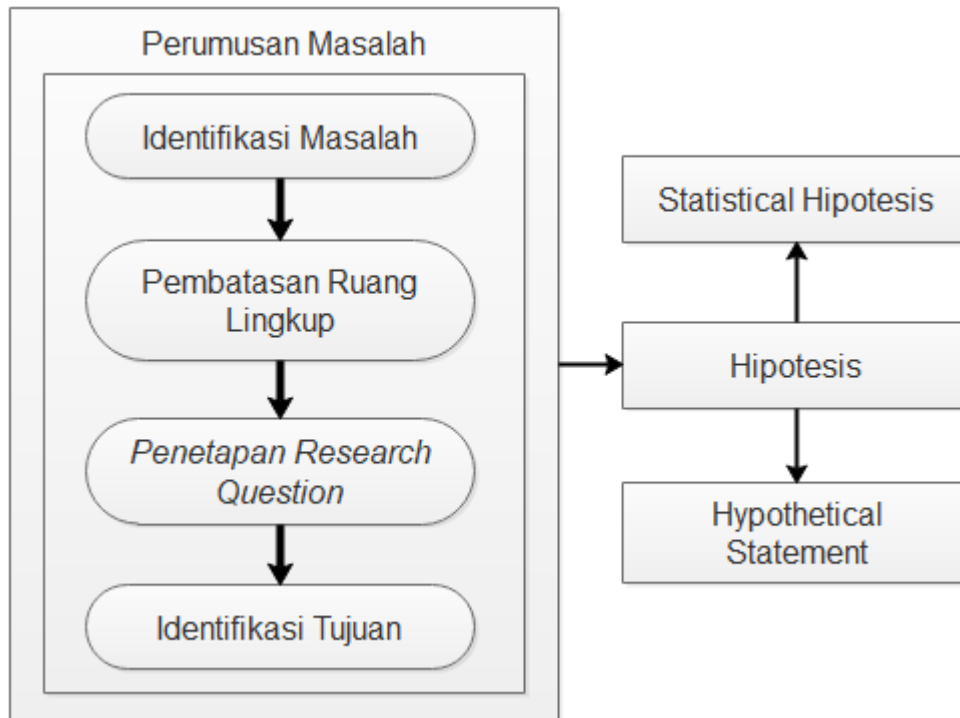 Perumusan Masalah
Identifikasi Masalah
Pembatasan Ruang
Lingkup
Penetapan Research
Question
Identifikasi Tujuan
Statistical Hipotesis
Hipotesis
Hypothetical
Statement